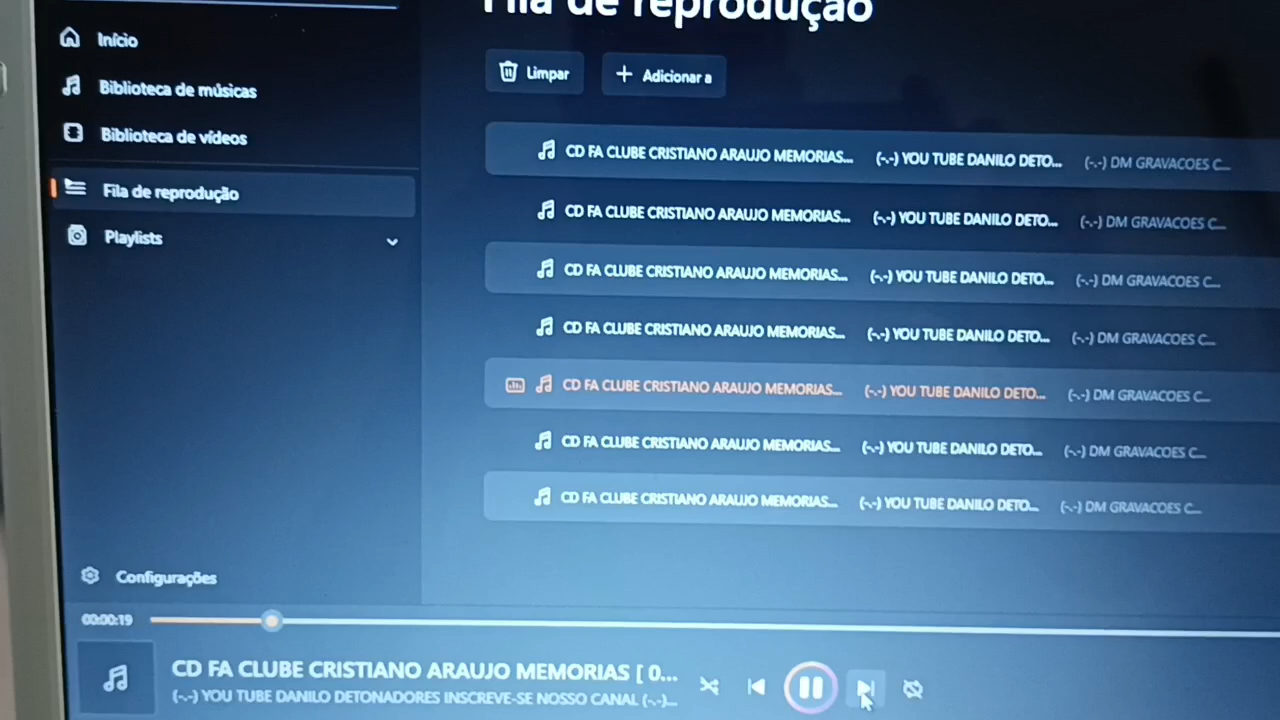 Fila de reprodução
Início
Biblioteca de músicas
Biblioteca de vídeos
Fila de reprodução
Playlists
Limpar
Adicionar a
CD FA CLUBE CRISTIANO ARAUJO MEMORIAS... (-.-) YOU TUBE DANILO DETO... (-.-) DM GRAVACOES C...
CD FA CLUBE CRISTIANO ARAUJO MEMORIAS... (-.-) YOU TUBE DANILO DETO... (-.-) DM GRAVACOES C...
CD FA CLUBE CRISTIANO ARAUJO MEMORIAS... (-.-) YOU TUBE DANILO DETO... (-.-) DM GRAVACOES C...
CD FA CLUBE CRISTIANO ARAUJO MEMORIAS... (-.-) YOU TUBE DANILO DETO... (-.-) DM GRAVACOES C...
CD FA CLUBE CRISTIANO ARAUJO MEMORIAS... (-.-) YOU TUBE DANILO DETO... (-.-) DM GRAVACOES C...
CD FA CLUBE CRISTIANO ARAUJO MEMORIAS... (-.-) YOU TUBE DANILO DETO... (-.-) DM GRAVACOES C...
CD FA CLUBE CRISTIANO ARAUJO MEMORIAS... (-.-) YOU TUBE DANILO DETO... (-.-) DM GRAVACOES C...
Configurações
00:00:19
CD FA CLUBE CRISTIANO ARAUJO MEMORIAS [ 0...
(-.-) YOU TUBE DANILO DETONADORES INSCREVE-SE NOSSO CANAL (-.-)...